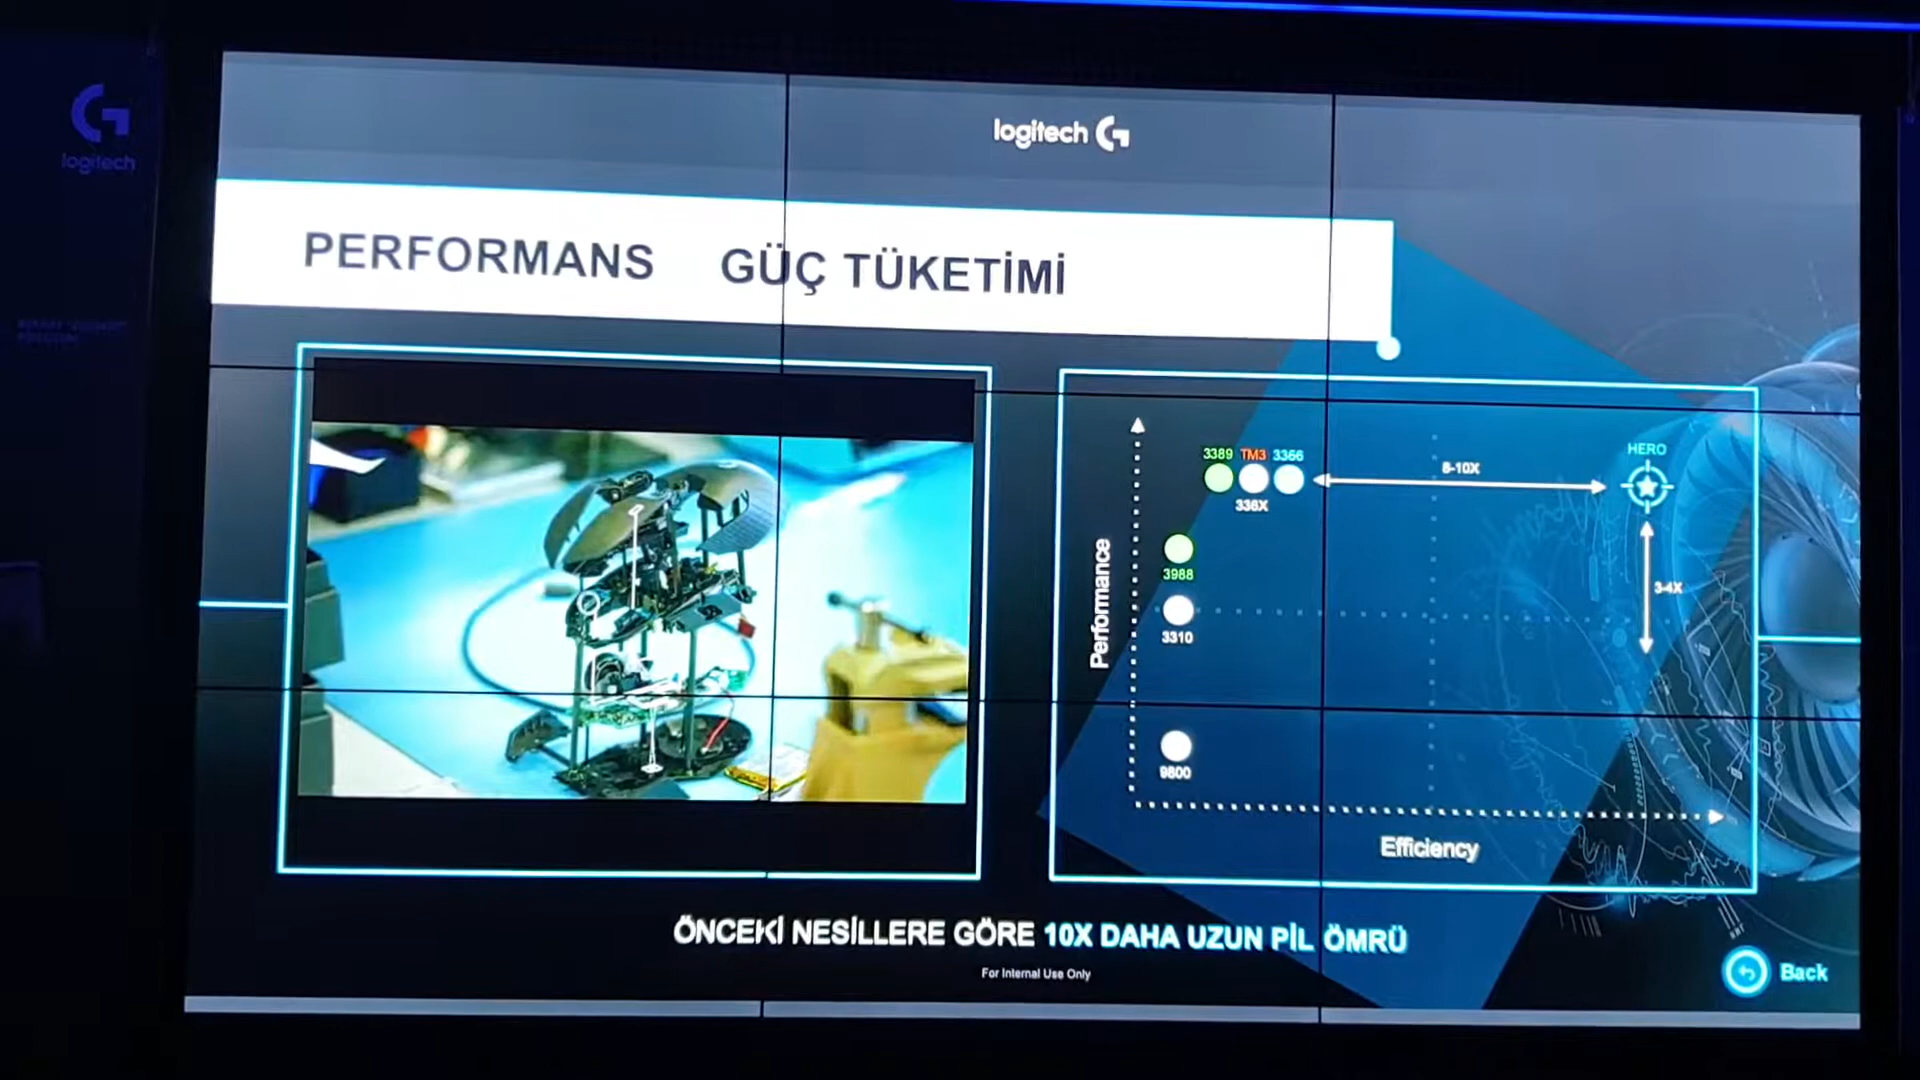 logitech
logitech
PERFORMANS GÜÇ TÜKETİMİ
3389 TM3 3366
336X
8-10X
HERO
3988
3-4X
3310
Performance
9800
Efficiency
ÖNCEKİ NESİLLERE GÖRE 10X DAHA UZUN PİL ÖMRÜ
For Internal Use Only
Back